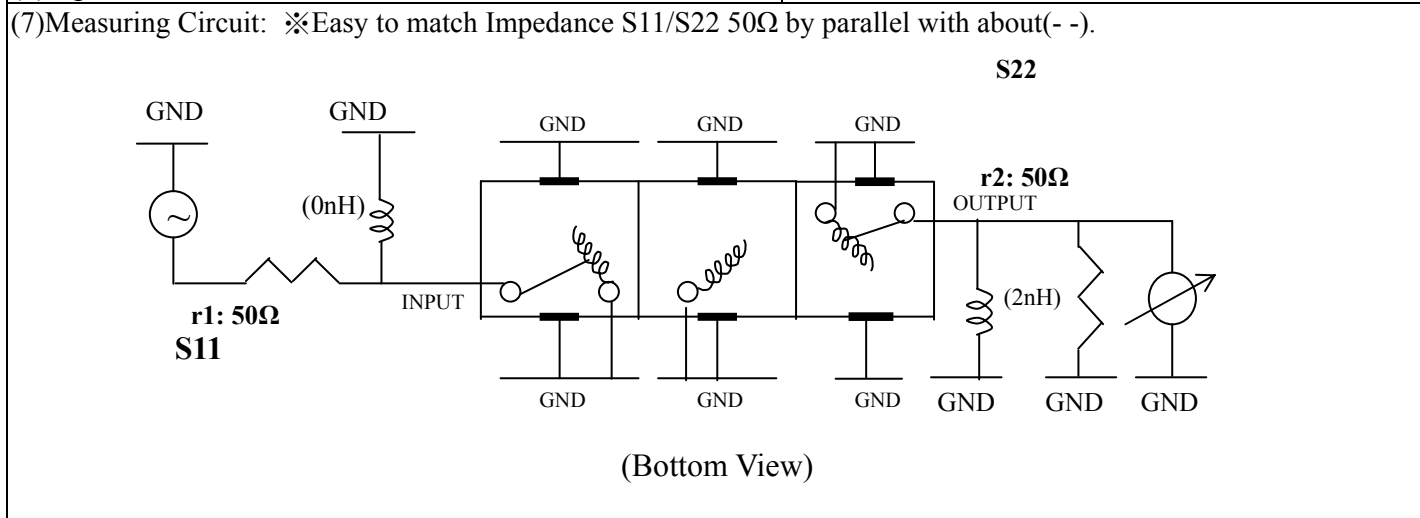 (7)Measuring Circuit: ※Easy to match Impedance S11/S22 50Ω by parallel with about(- -).
S22
GND GND GND GND GND
r2: 50Ω
(0nH) OUTPUT
INPUT (2nH)
r1: 50Ω
S11
GND GND GND GND GND GND
(Bottom View)